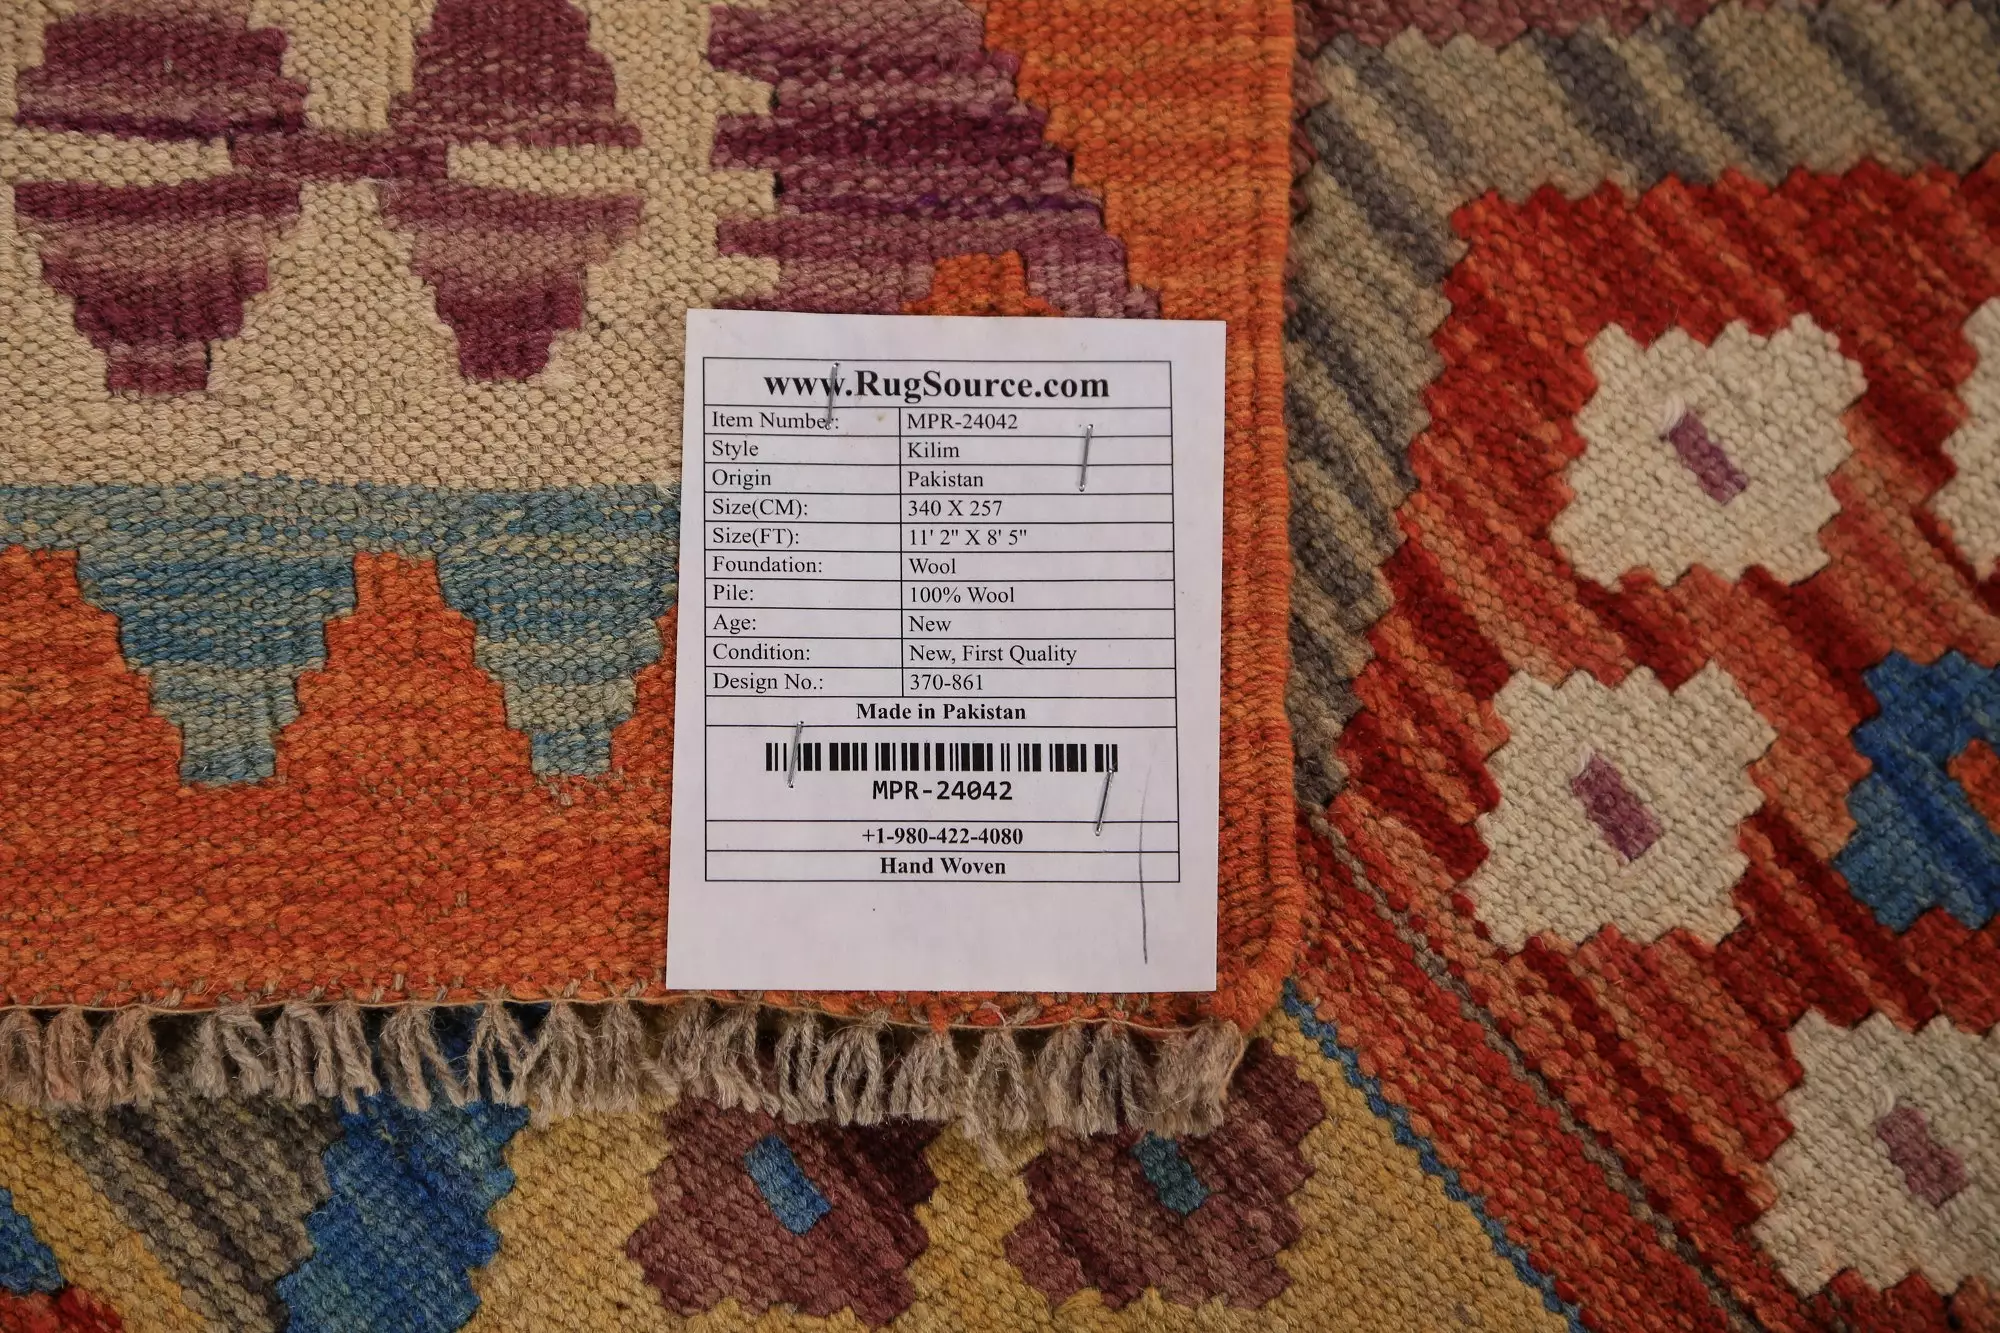 www.RugSource.com
Item Number: MPR-24042
Style Kilim
Origin Pakistan
Size(CM): 340 X 257
Size(FT): 11' 2" X 8' 5"
Foundation: Wool
Pile: 100% Wool
Age: New
Condition: New, First Quality
Design No.: 370-861
Made in Pakistan
MPR-24042
+1-980-422-4080
Hand Woven